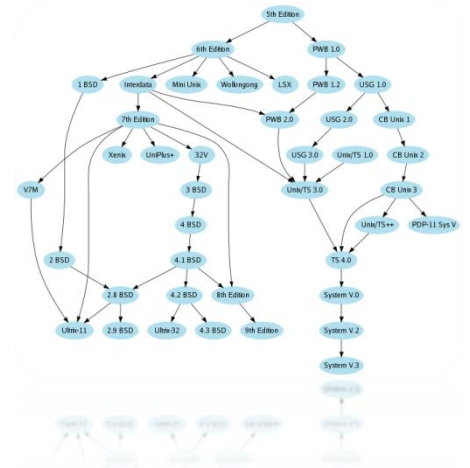 5th Edition
6th Edition
PWB 1.0
1 BSD
Interdata
Mini Unix
Wollongong
LSX
PWB 1.2
USG 1.0
7th Edition
PWB 2.0
USG 2.0
CB Unix 1
Xenix
UniPlus+
32V
USG 3.0
Unix/TS 1.0
CB Unix 2
V7M
3 BSD
Unix/TS 3.0
CB Unix 3
4 BSD
Unix/TS++
PDP-11 Sys V
2 BSD
4.1 BSD
TS 4.0
2.8 BSD
4.2 BSD
8th Edition
System V.0
Ultrix-11
2.9 BSD
Ultrix-32
4.3 BSD
9th Edition
System V.2
System V.3